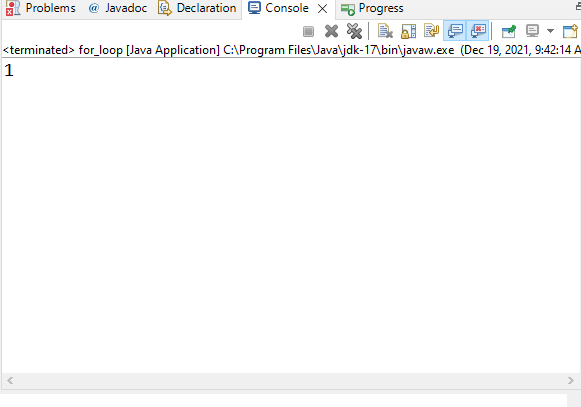 Problems Javadoc Declaration Console Progress
<terminated> for_loop [Java Application] C:\Program Files\Java\jdk-17\bin\javaw.exe (Dec 19, 2021, 9:42:14 A
1